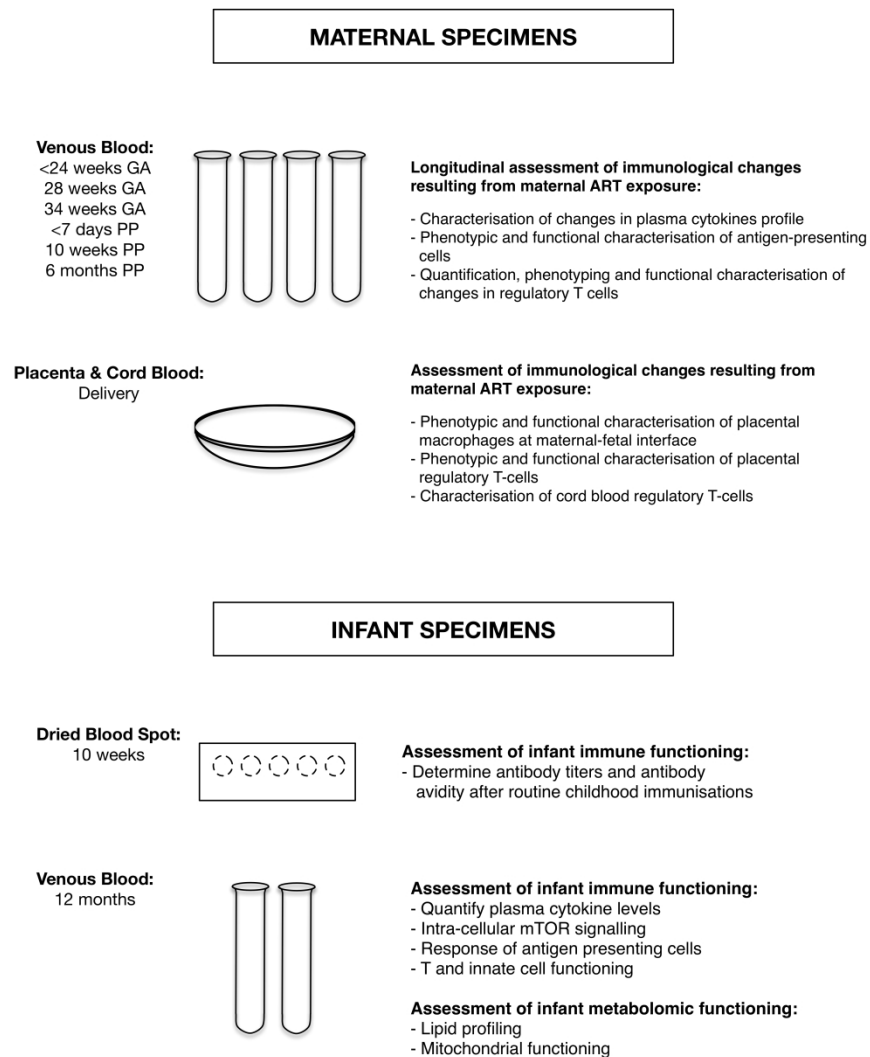 MATERNAL SPECIMENS
Venous Blood:
<24 weeks GA
28 weeks GA
34 weeks GA
<7 days PP
10 weeks PP
6 months PP
Longitudinal assessment of immunological changes
resulting from maternal ART exposure:
- Characterisation of changes in plasma cytokines profile
- Phenotypic and functional characterisation of antigen-presenting
cells
- Quantification, phenotyping and functional characterisation of
changes in regulatory T cells
Placenta & Cord Blood:
Delivery
Assessment of immunological changes resulting from
maternal ART exposure:
- Phenotypic and functional characterisation of placental
macrophages at maternal-fetal interface
- Phenotypic and functional characterisation of placental
regulatory T-cells
- Characterisation of cord blood regulatory T-cells
INFANT SPECIMENS
Dried Blood Spot:
10 weeks
Assessment of infant immune functioning:
- Determine antibody titers and antibody
avidity after routine childhood immunisations
Venous Blood:
12 months
Assessment of infant immune functioning:
- Quantify plasma cytokine levels
- Intra-cellular mTOR signalling
- Response of antigen presenting cells
- T and innate cell functioning
Assessment of infant metabolomic functioning:
- Lipid profiling
- Mitochondrial functioning